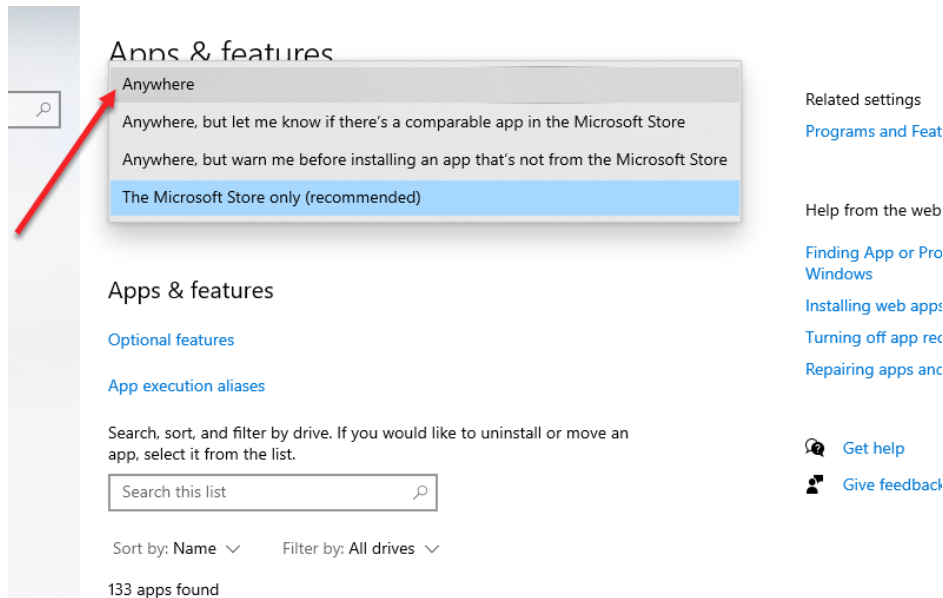 Apps & features
Anywhere
Anywhere, but let me know if there's a comparable app in the Microsoft Store
Anywhere, but warn me before installing an app that's not from the Microsoft Store
The Microsoft Store only (recommended)
Apps & features
Optional features
App execution aliases
Search, sort, and filter by drive. If you would like to uninstall or move an
app, select it from the list.
Search this list
Sort by: Name Filter by: All drives
133 apps found
Related settings
Programs and Feat
Help from the web
Finding App or Pro
Windows
Installing web apps
Turning off app rec
Repairing apps and
Get help
Give feedback